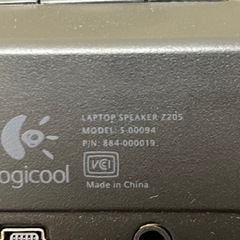 LAPTOP SPEAKER Z205
MODEL: S-00094
P/N: 884-000019
ogicool
VCI
Made in China